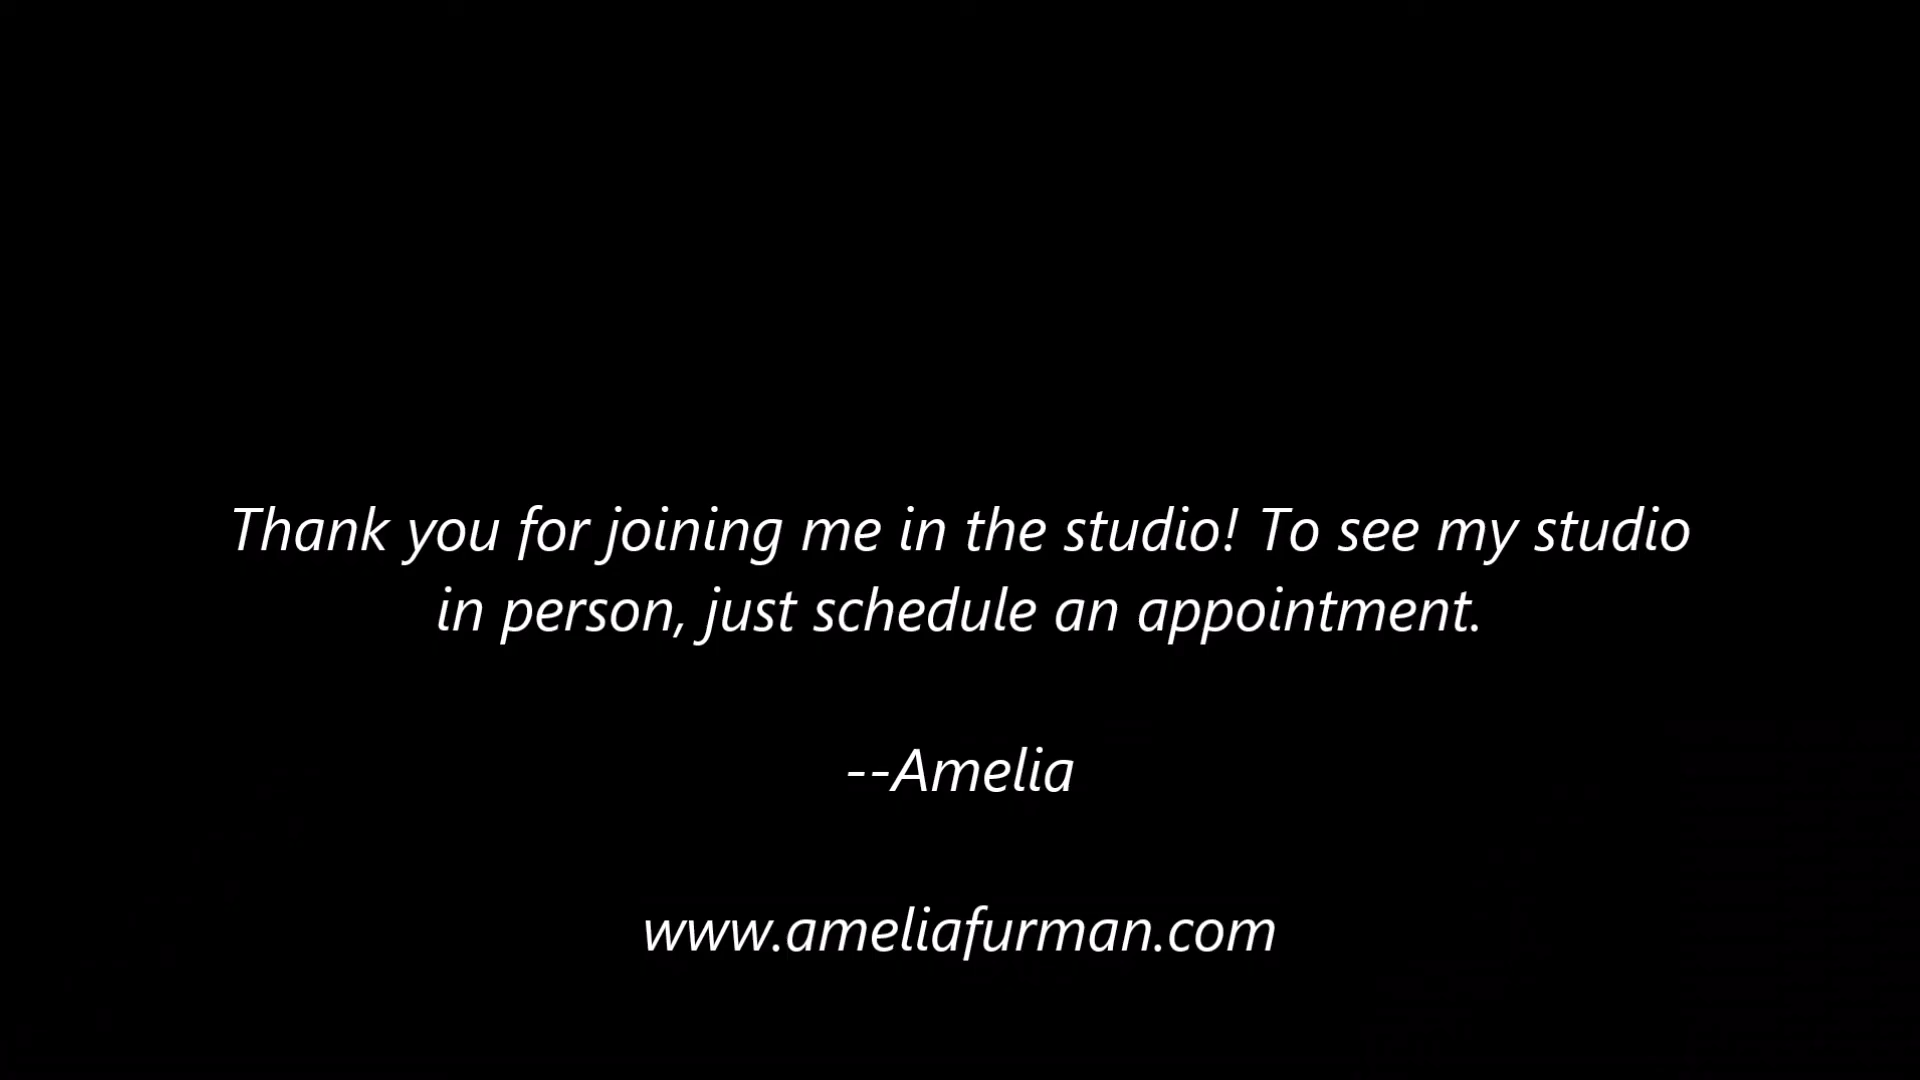 Thank you for joining me in the studio! To see my studio
in person, just schedule an appointment.
--Amelia
www.ameliafurman.com